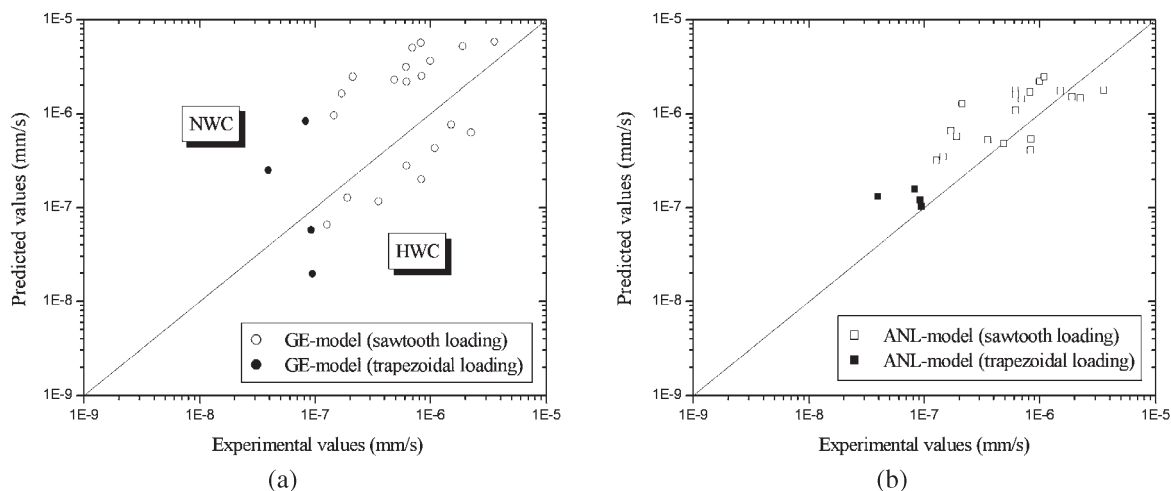 Predicted values (mm/s)
1E-5
1E-6
1E-7
1E-8
1E-9
NWC
HWC
GE-model (sawtooth loading)
GE-model (trapezoidal loading)
1E-9 1E-8 1E-7 1E-6 1E-5
Experimental values (mm/s)
(a)
Predicted values (mm/s)
1E-5
1E-6
1E-7
1E-8
1E-9
ANL-model (sawtooth loading)
ANL-model (trapezoidal loading)
1E-9 1E-8 1E-7 1E-6 1E-5
Experimental values (mm/s)
(b)